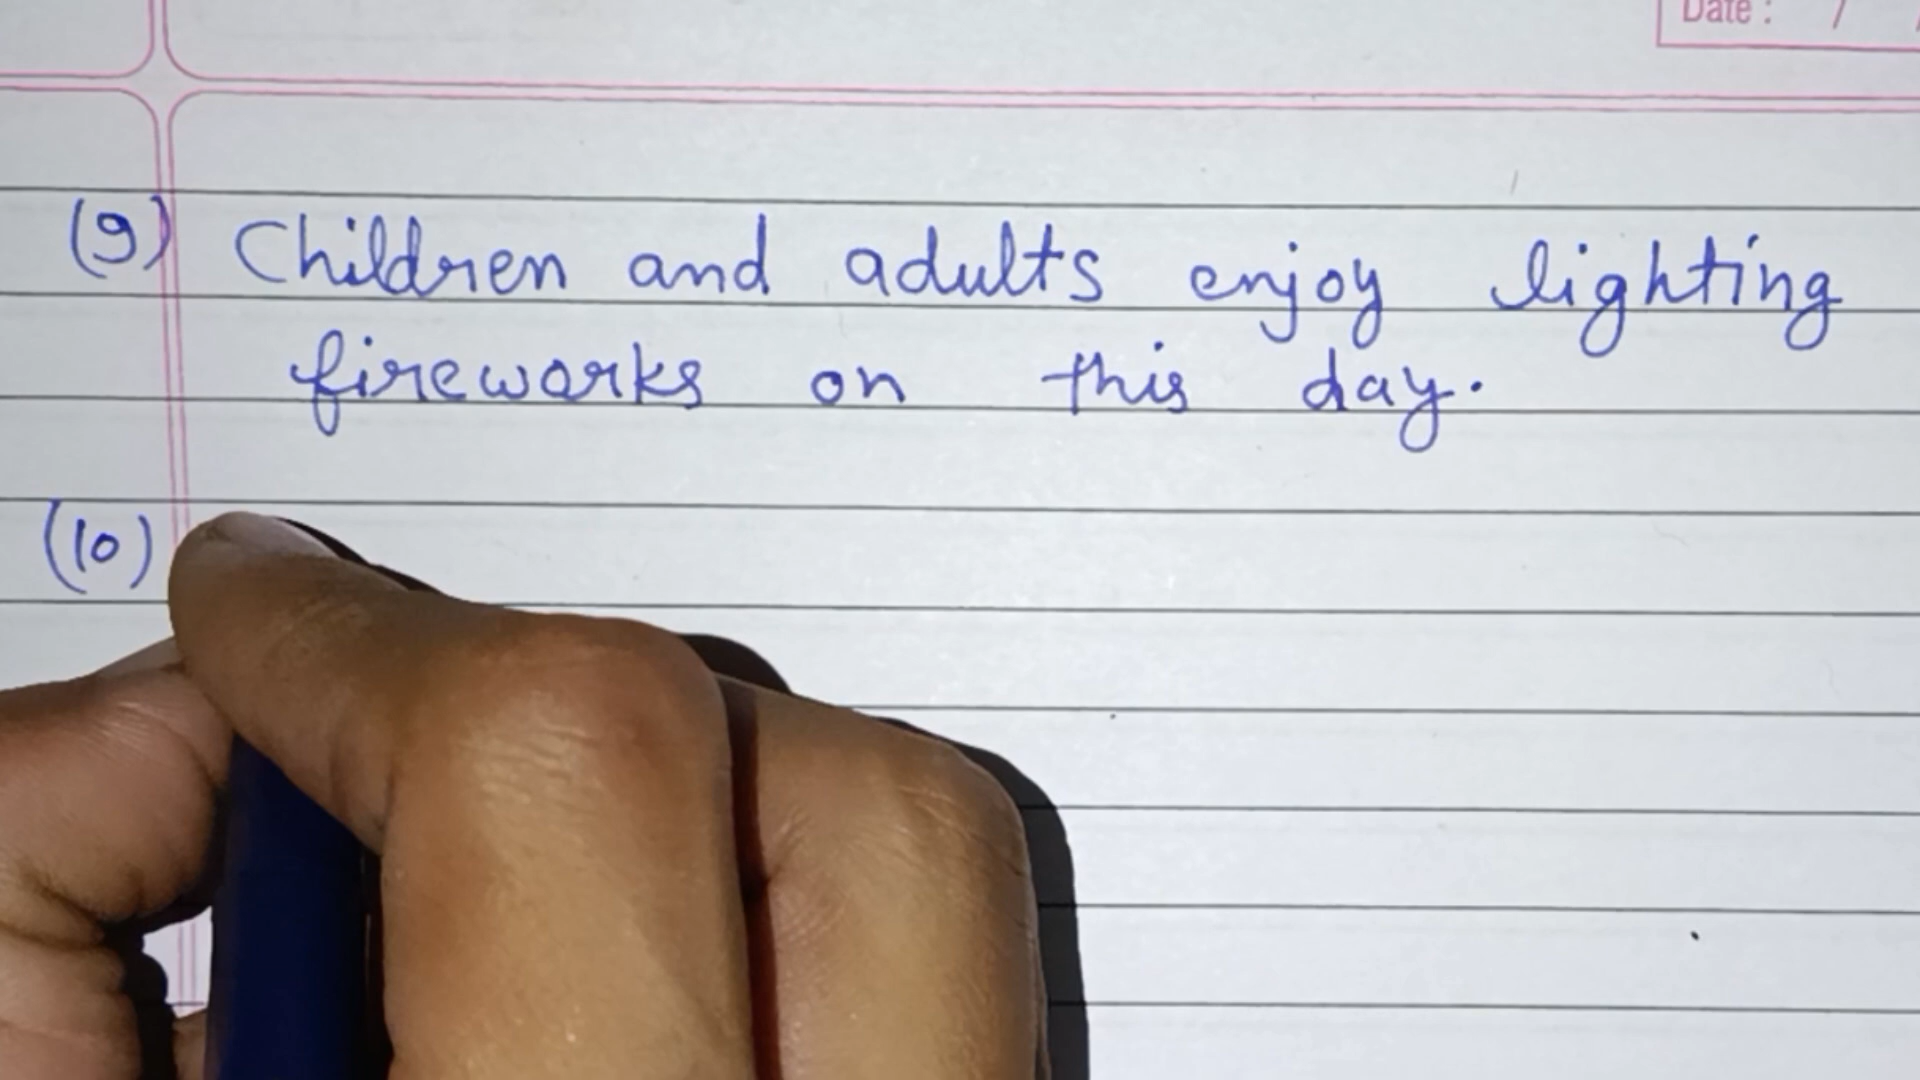 Date : / /
(9) Children and adults enjoy lighting
fireworks on this day.
(10)